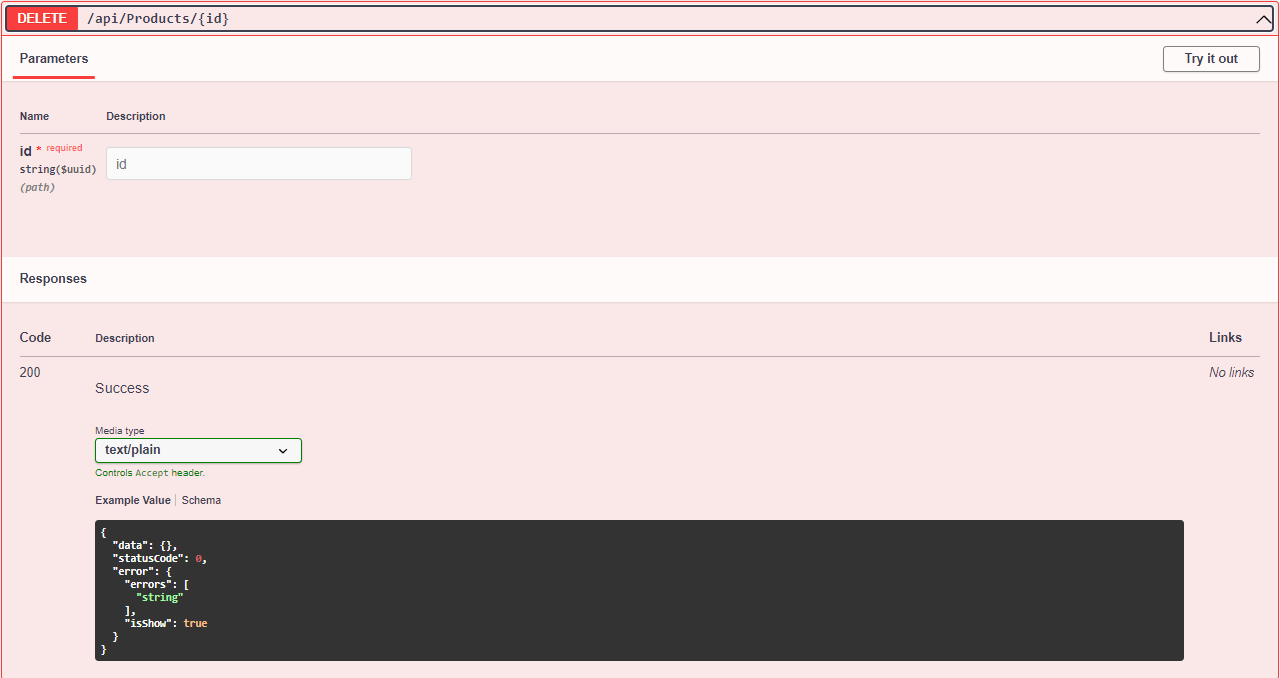 DELETE /api/Products/{id}
Parameters
Try it out
Name Description
id * required
string($uuid)
(path)
id
Responses
Code Description Links
200 Success No links
Media type
text/plain
Controls Accept header.
Example Value | Schema
{
  "data": {},
  "statusCode": 0,
  "error": {
    "errors": [
      "string"
    ],
    "isShow": true
  }
}